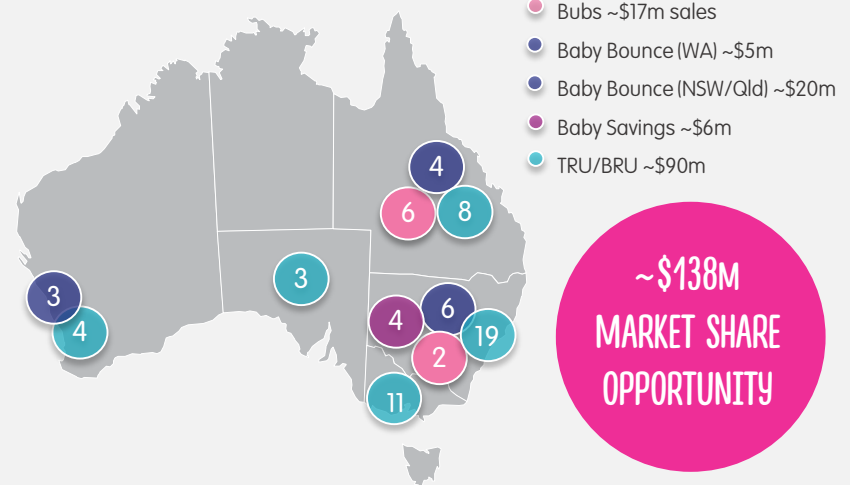 Bubs ~$17m sales
Baby Bounce (WA) ~$5m
Baby Bounce (NSW/Qld) ~$20m
Baby Savings ~$6m
TRU/BRU ~$90m
4
6
8
3
3
4
4
6
19
2
11
~$138M
MARKET SHARE
OPPORTUNITY